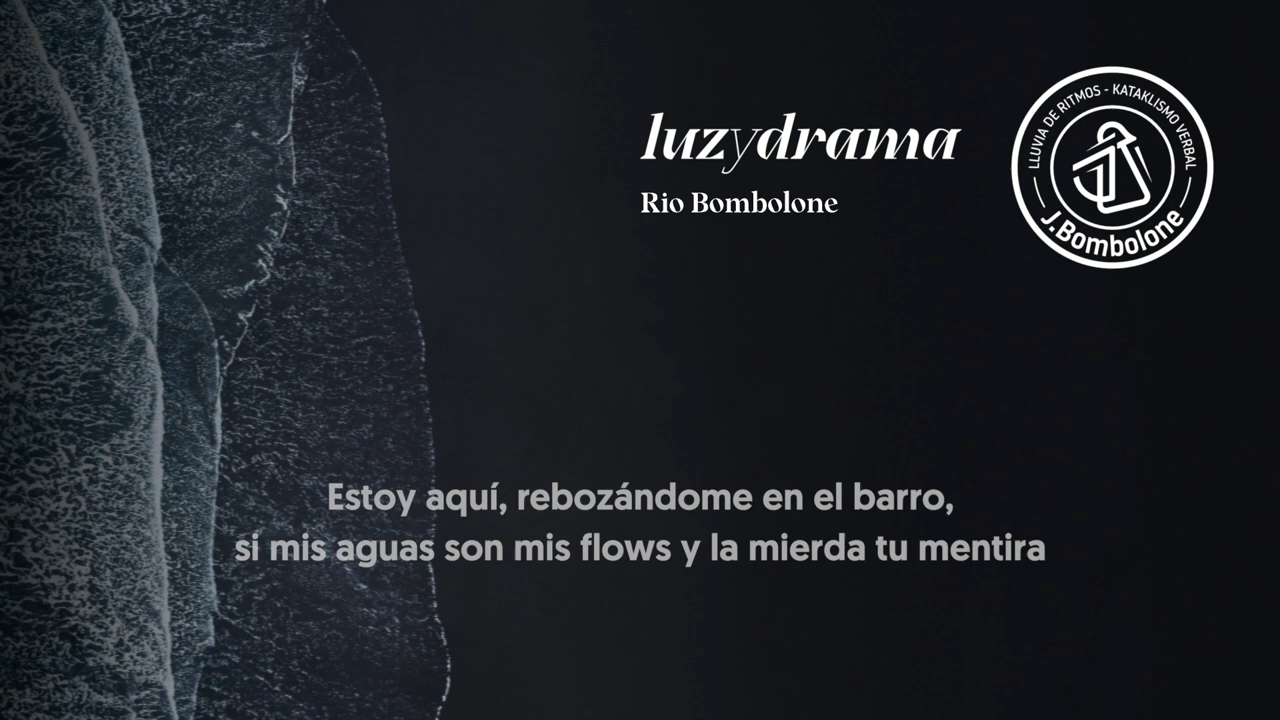 luzydrama
Rio Bombolone
LLUVIA DE RITMOS - KATAKLISMO VERBAL
J.Bombolone
Estoy aquí, rebozándome en el barro,
si mis aguas son mis flows y la mierda tu mentira